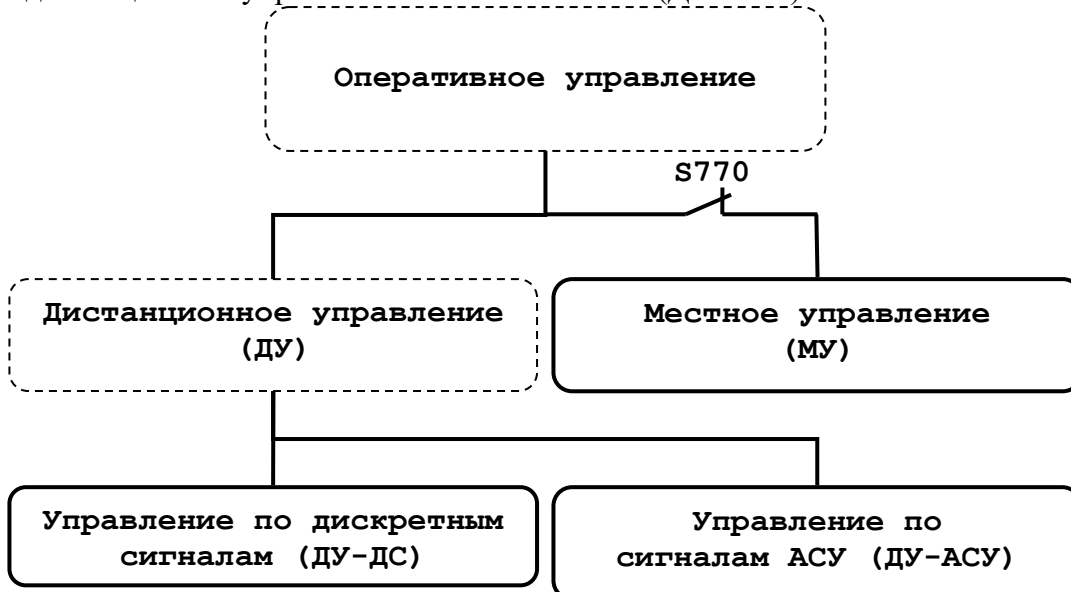 Оперативное управление
S770
Дистанционное управление
(ДУ)
Местное управление
(МУ)
Управление по дискретным
сигналам (ДУ-ДС)
Управление по
сигналам АСУ (ДУ-АСУ)